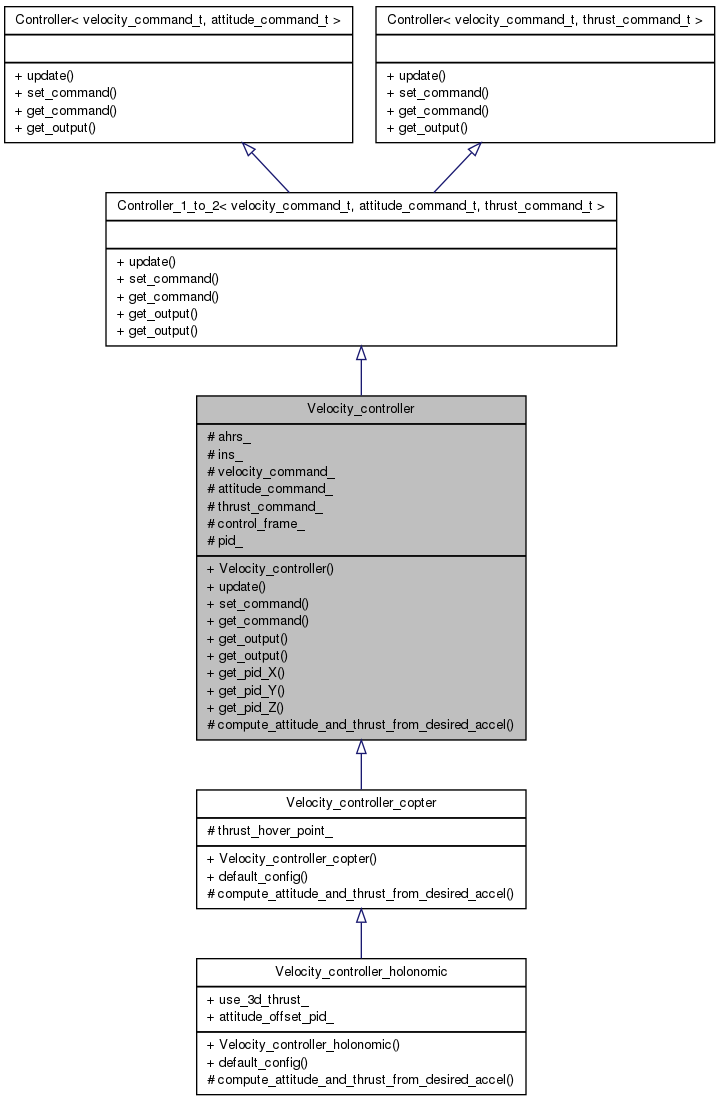 Controller< velocity_command_t, attitude_command_t >
+ update()
+ set_command()
+ get_command()
+ get_output()
Controller< velocity_command_t, thrust_command_t >
+ update()
+ set_command()
+ get_command()
+ get_output()
Controller_1_to_2< velocity_command_t, attitude_command_t, thrust_command_t >
+ update()
+ set_command()
+ get_command()
+ get_output()
+ get_output()
Velocity_controller
# ahrs_
# ins_
# velocity_command_
# attitude_command_
# thrust_command_
# control_frame_
# pid_
+ Velocity_controller()
+ update()
+ set_command()
+ get_command()
+ get_output()
+ get_output()
+ get_pid_X()
+ get_pid_Y()
+ get_pid_Z()
# compute_attitude_and_thrust_from_desired_accel()
Velocity_controller_copter
# thrust_hover_point_
+ Velocity_controller_copter()
+ default_config()
# compute_attitude_and_thrust_from_desired_accel()
Velocity_controller_holonomic
+ use_3d_thrust_
+ attitude_offset_pid_
+ Velocity_controller_holonomic()
+ default_config()
# compute_attitude_and_thrust_from_desired_accel()